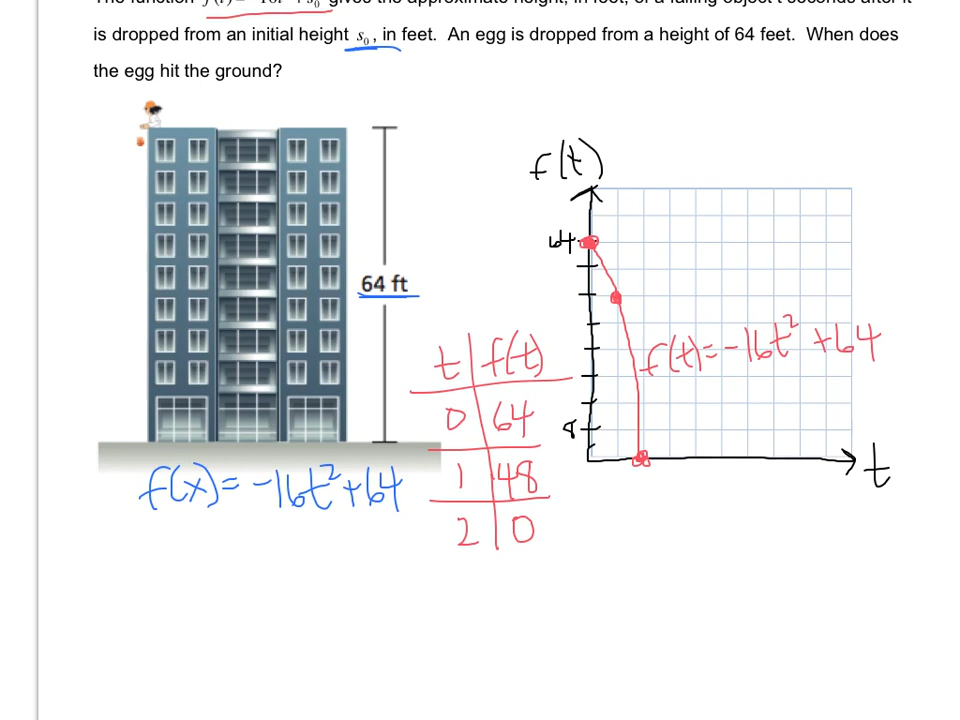 is dropped from an initial height s₀, in feet. An egg is dropped from a height of 64 feet. When does
the egg hit the ground?
f(t)
64
64 ft
f(t)=-16t²+64
t f(t)
0 64
8
1 48
2 0
t
f(x)=-16t²+64